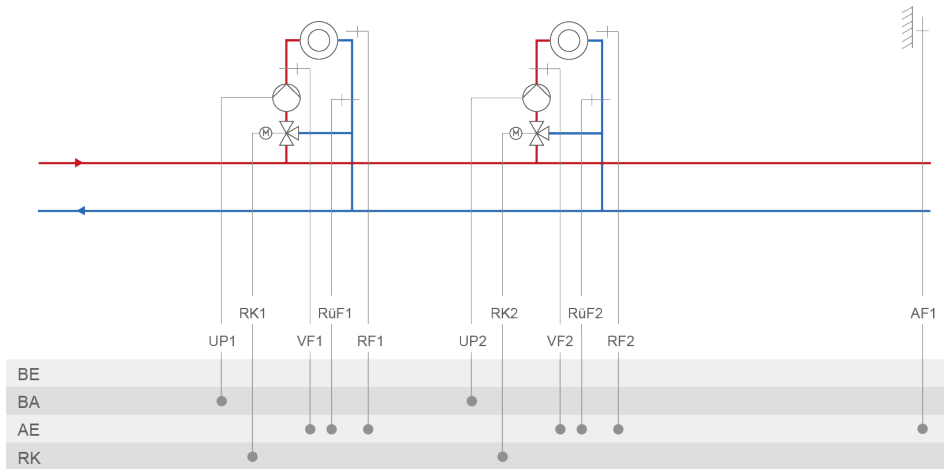 M
M
RK1 RüF1 RK2 RüF2 AF1
UP1 VF1 RF1 UP2 VF2 RF2
BE
BA
AE
RK